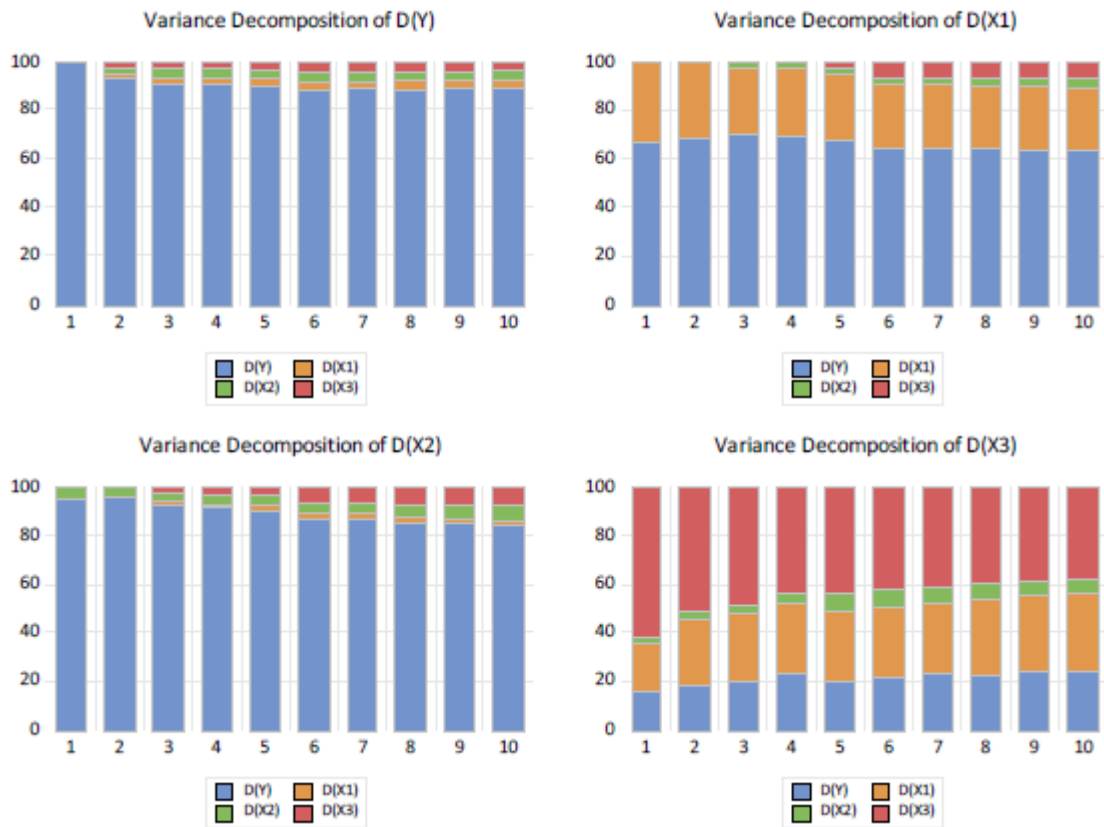 Variance Decomposition of D(Y)
100
80
60
40
20
0
1 2 3 4 5 6 7 8 9 10
D(Y) D(X1)
D(X2) D(X3)
Variance Decomposition of D(X1)
100
80
60
40
20
0
1 2 3 4 5 6 7 8 9 10
D(Y) D(X1)
D(X2) D(X3)
Variance Decomposition of D(X2)
100
80
60
40
20
0
1 2 3 4 5 6 7 8 9 10
D(Y) D(X1)
D(X2) D(X3)
Variance Decomposition of D(X3)
100
80
60
40
20
0
1 2 3 4 5 6 7 8 9 10
D(Y) D(X1)
D(X2) D(X3)